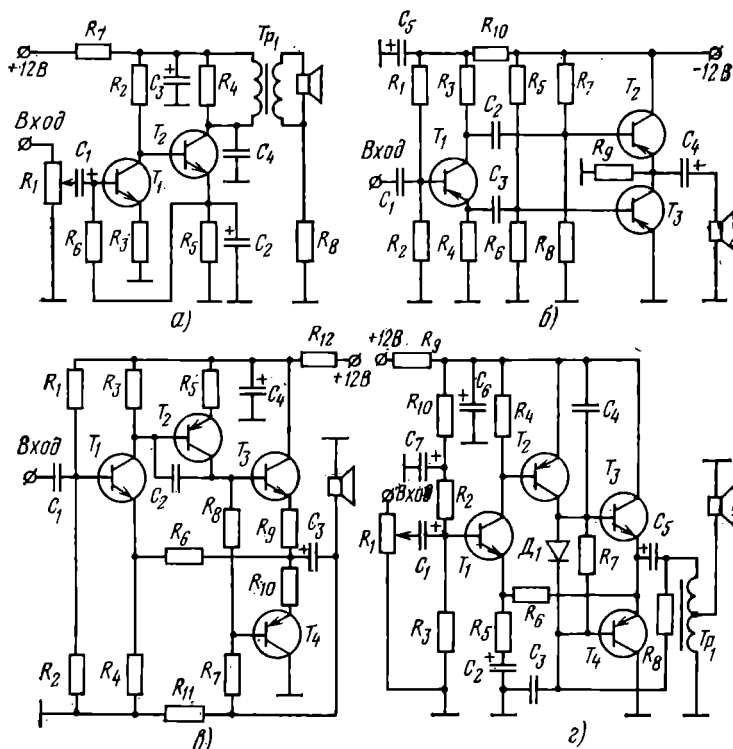 R₇
+12В
R₂
C₃
R₄
Тр₁
Вход
C₁
T₂
R₁
T₁
C₄
R₆
R₃
R₅
C₂
R₈
а)
C₅
R₁₀
R₁
R₃
R₅
R₇
-12В
T₂
T₁
C₂
Вход
R₉
C₄
C₁
C₃
T₃
R₂
R₄
R₆
R₈
б)
R₁₂
+12В
R₁
R₃
R₅
C₄
T₂
Вход
T₁
T₃
C₁
C₂
R₈
R₆
R₉
C₃
R₁₀
T₄
R₂
R₄
R₁₁
R₇
в)
+12В
R₉
R₁₀
C₆
R₄
C₄
T₂
C₇
T₃
Вход
R₂
C₅
R₁
C₁
T₁
Д₁
R₇
R₆
R₃
R₅
T₄
R₈
Тр₁
C₂
C₃
г)